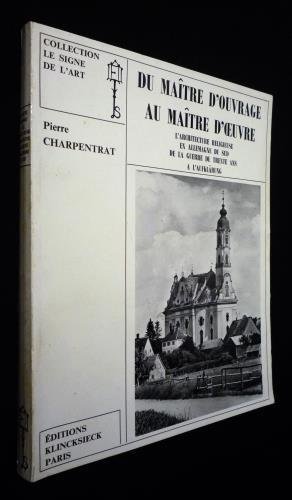 COLLECTION
LE SIGNE
DE L'ART
Pierre
CHARPENTRAT
DU MAÎTRE D'OUVRAGE
AU MAÎTRE D'ŒUVRE
L'ARCHITECTURE RELIGIEUSE
EN ALLEMAGNE DU SUD
DE LA GUERRE DE TRENTE ANS
A L'AUFKLÄRUNG
ÉDITIONS
KLINCKSIECK
PARIS